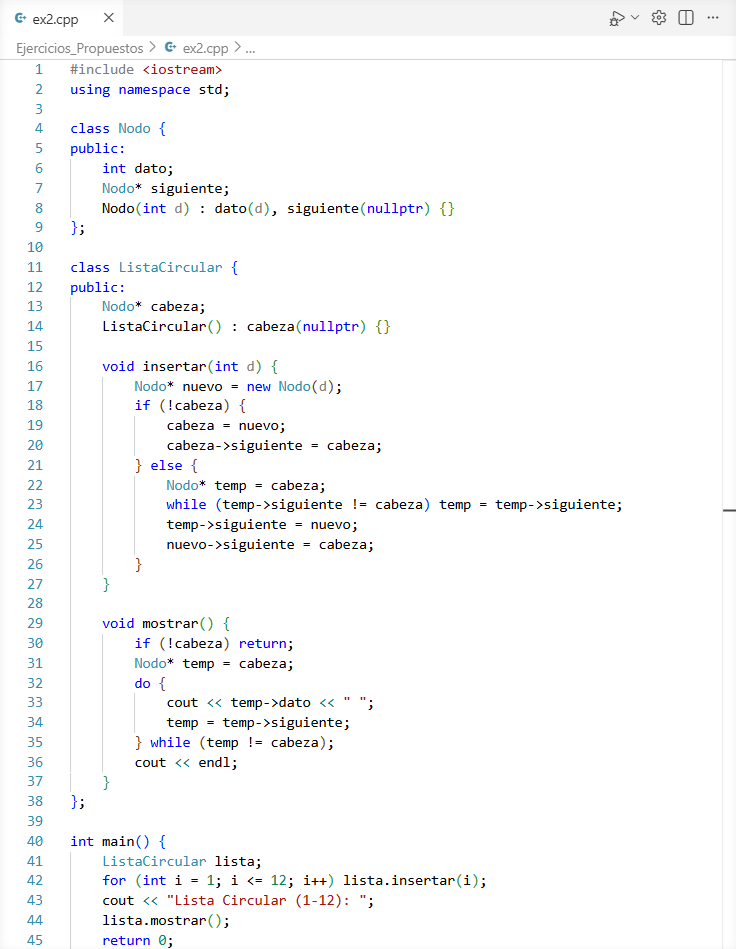 ex2.cpp
Ejercicios_Propuestos > ex2.cpp > ...
1 #include <iostream>
2 using namespace std;
3
4 class Nodo {
5 public:
6     int dato;
7     Nodo* siguiente;
8     Nodo(int d) : dato(d), siguiente(nullptr) {}
9 };
10
11 class ListaCircular {
12 public:
13     Nodo* cabeza;
14     ListaCircular() : cabeza(nullptr) {}
15
16     void insertar(int d) {
17         Nodo* nuevo = new Nodo(d);
18         if (!cabeza) {
19             cabeza = nuevo;
20             cabeza->siguiente = cabeza;
21         } else {
22             Nodo* temp = cabeza;
23             while (temp->siguiente != cabeza) temp = temp->siguiente;
24             temp->siguiente = nuevo;
25             nuevo->siguiente = cabeza;
26         }
27     }
28
29     void mostrar() {
30         if (!cabeza) return;
31         Nodo* temp = cabeza;
32         do {
33             cout << temp->dato << " ";
34             temp = temp->siguiente;
35         } while (temp != cabeza);
36         cout << endl;
37     }
38 };
39
40 int main() {
41     ListaCircular lista;
42     for (int i = 1; i <= 12; i++) lista.insertar(i);
43     cout << "Lista Circular (1-12): ";
44     lista.mostrar();
45     return 0;